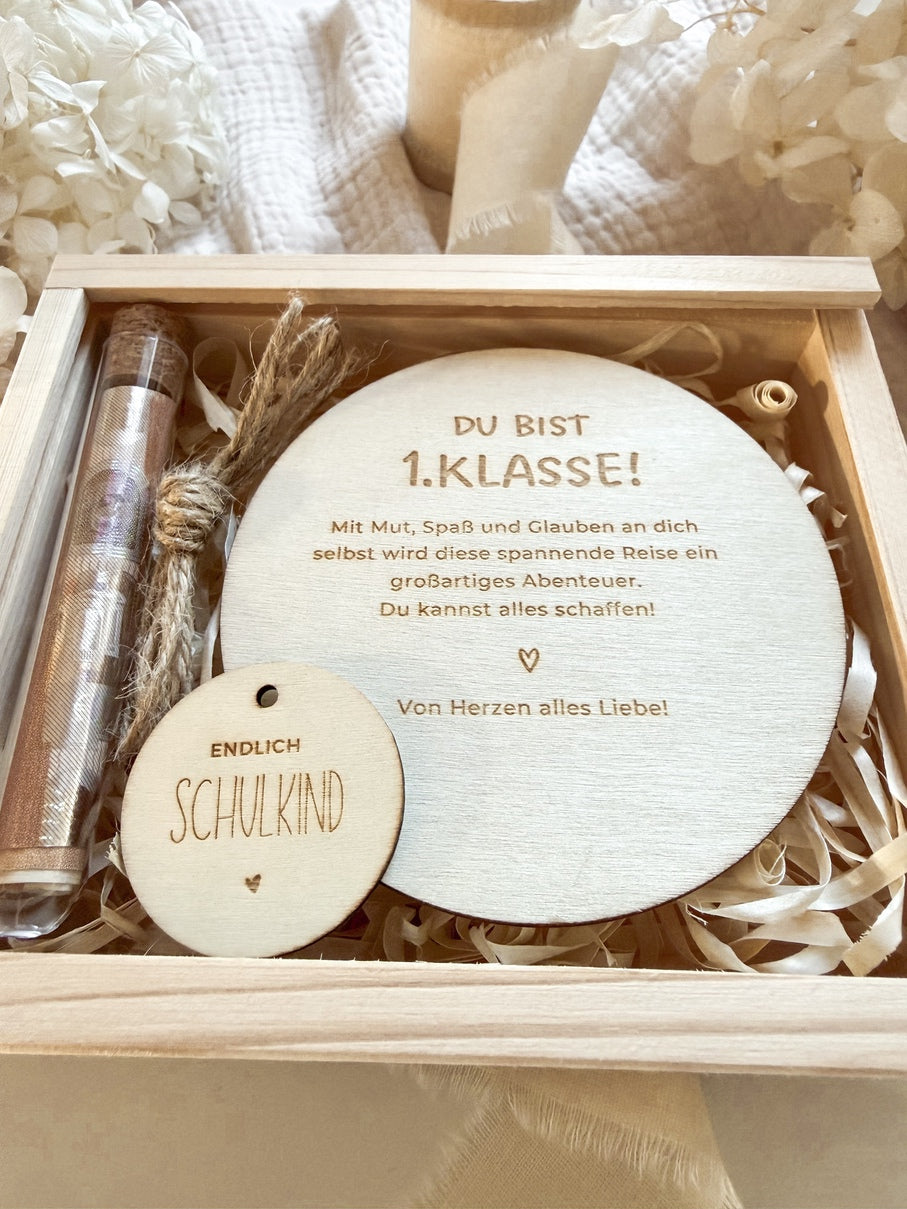 DU BIST
1.KLASSE!
Mit Mut, Spaß und Glauben an dich
selbst wird diese spannende Reise ein
großartiges Abenteuer.
Du kannst alles schaffen!
Von Herzen alles Liebe!
ENDLICH
SCHULKIND